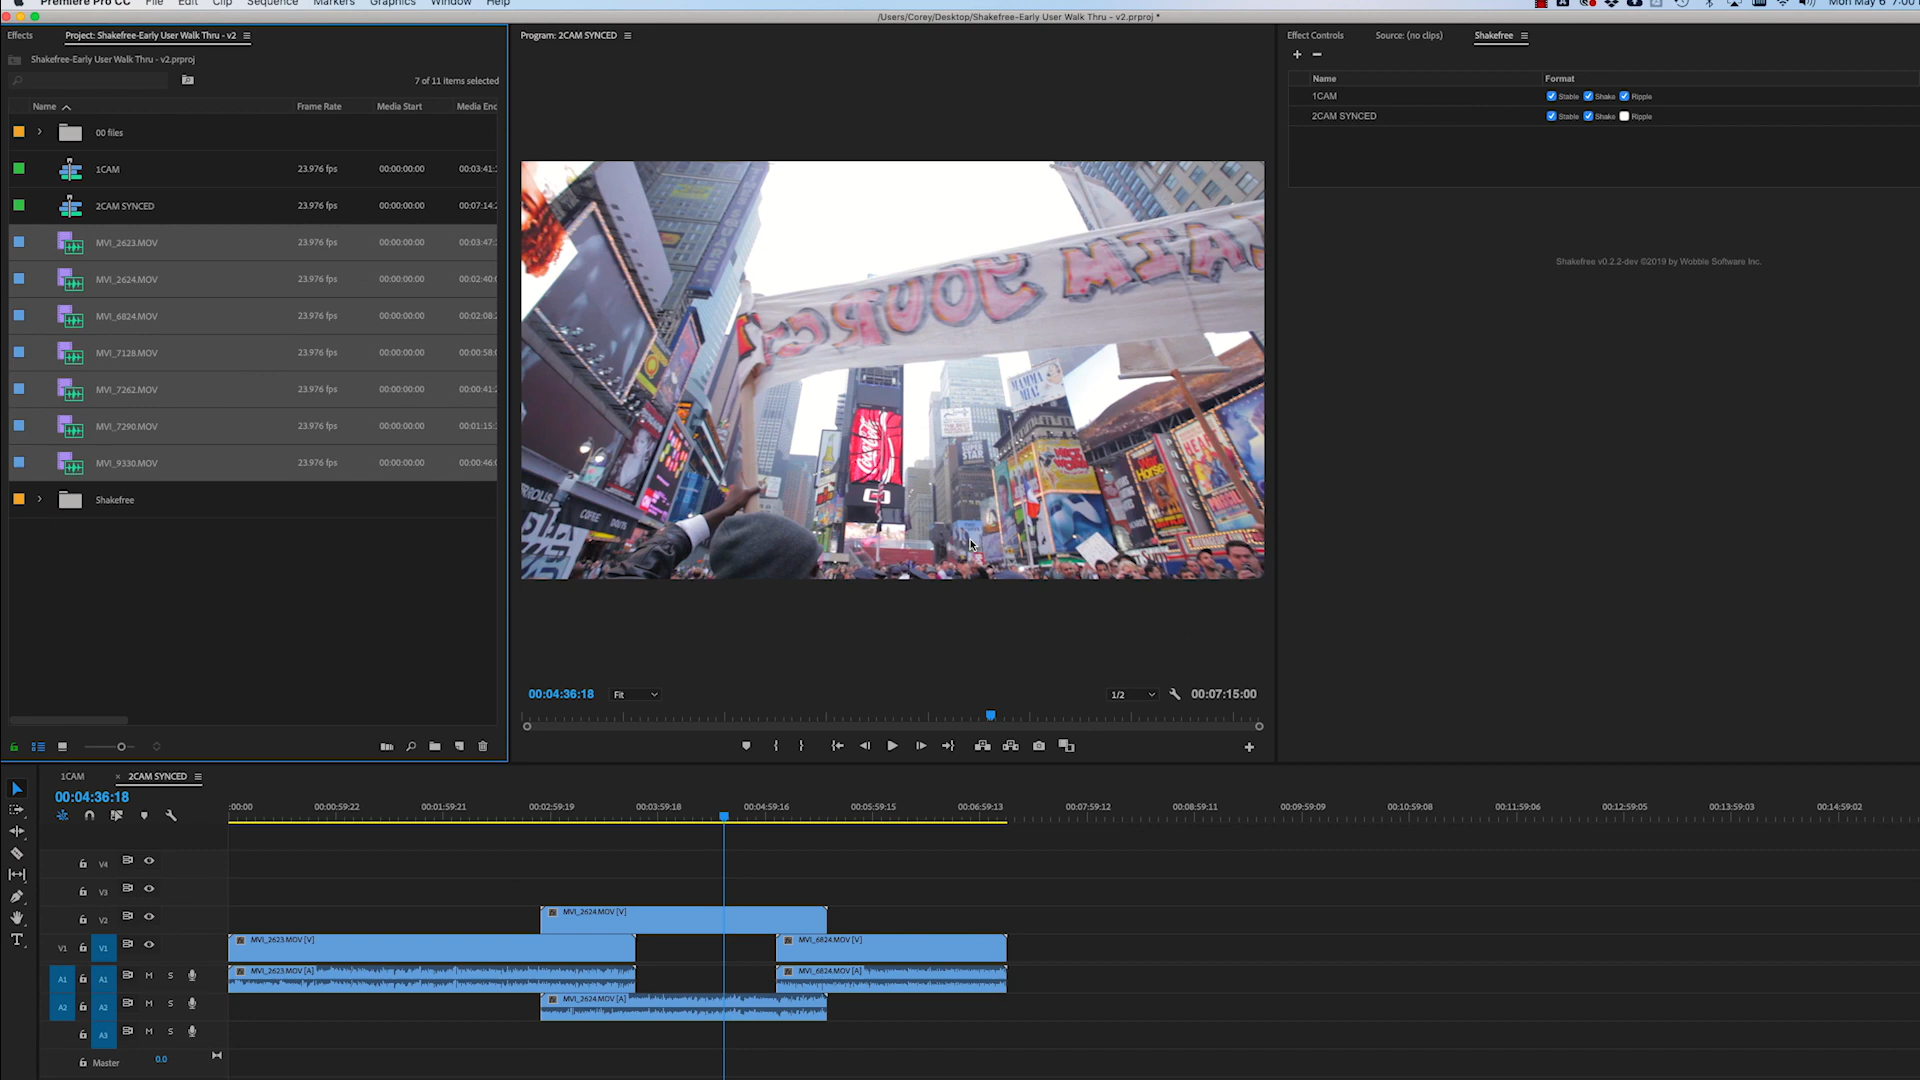 Premiere Pro CC File Edit Clip Sequence Markers Graphics Window Help
Mon May 6 7:00
/Users/Corey/Desktop/Shakefree-Early User Walk Thru - v2.prproj *
Effects
Project: Shakefree-Early User Walk Thru - v2
Program: 2CAM SYNCED
Effect Controls
Source: (no clips)
Shakefree
Shakefree-Early User Walk Thru - v2.prproj
7 of 11 items selected
Name Frame Rate Media Start Media End
00 files
1CAM 23.976 fps 00:00:00:00 00:03:41:
2CAM SYNCED 23.976 fps 00:00:00:00 00:07:14:
MVI_2623.MOV 23.976 fps 00:00:00:00 00:03:47:
MVI_2624.MOV 23.976 fps 00:00:00:00 00:02:40:
MVI_6824.MOV 23.976 fps 00:00:00:00 00:02:08:
MVI_7128.MOV 23.976 fps 00:00:00:00 00:00:58:
MVI_7262.MOV 23.976 fps 00:00:00:00 00:00:41:
MVI_7290.MOV 23.976 fps 00:00:00:00 00:01:15:
MVI_9330.MOV 23.976 fps 00:00:00:00 00:00:46:
Shakefree
Name Format
1CAM Stable Shake Ripple
2CAM SYNCED Stable Shake Ripple
Shakefree v0.2.2-dev ©2019 by Wobble Software Inc.
SQUARE
MAMMA
MIA!
Coca-Cola
SUPER
STAR
War
Horse
PALACE
COFFEE
00:04:36:18 Fit 1/2 00:07:15:00
1CAM
2CAM SYNCED
00:04:36:18
:00:00 00:00:59:22 00:01:59:21 00:02:59:19 00:03:59:18 00:04:59:16 00:05:59:15 00:06:59:13 00:07:59:12 00:08:59:11 00:09:59:09 00:10:59:08 00:11:59:06 00:12:59:05 00:13:59:03 00:14:59:02
V4
V3
V2 MVI_2624.MOV [V]
V1 V1 MVI_2623.MOV [V] MVI_6824.MOV [V]
A1 A1 M S MVI_2623.MOV [A] MVI_6824.MOV [A]
A2 A2 M S MVI_2624.MOV [A]
A3 M S
Master 0.0